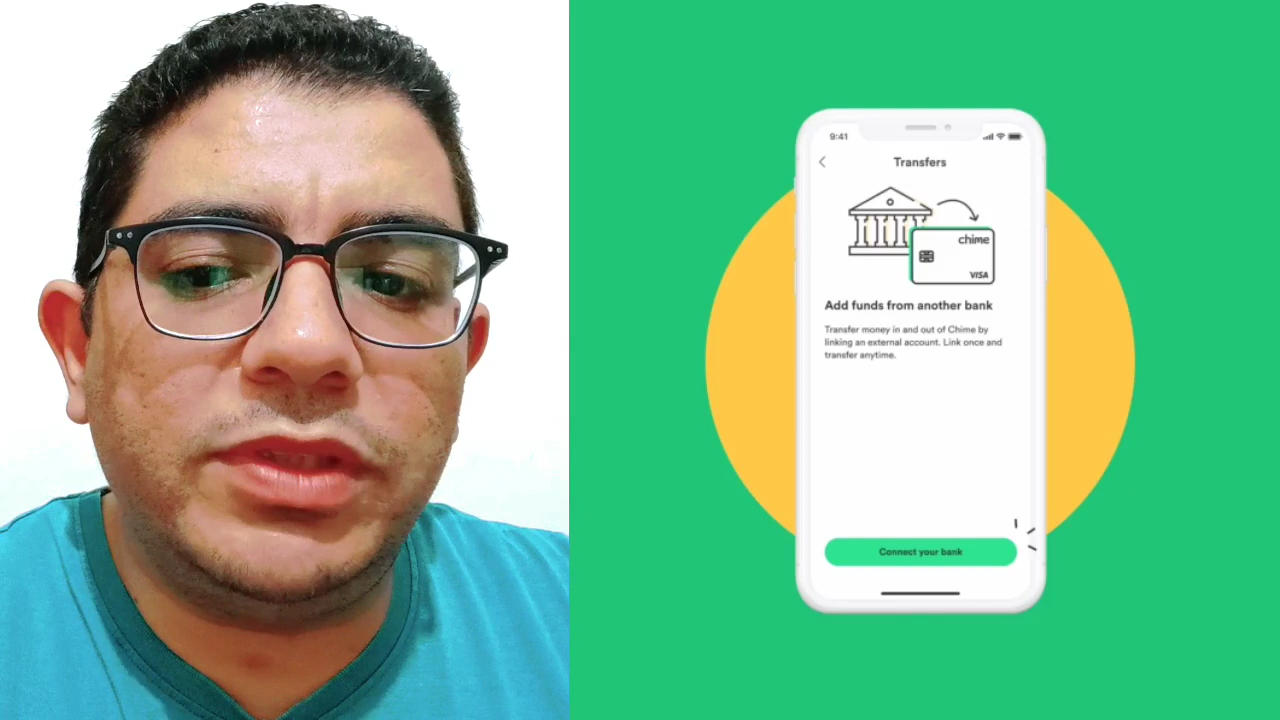 9:41
Transfers
chime
VISA
Add funds from another bank
Transfer money in and out of Chime by
linking an external account. Link once and
transfer anytime.
Connect your bank